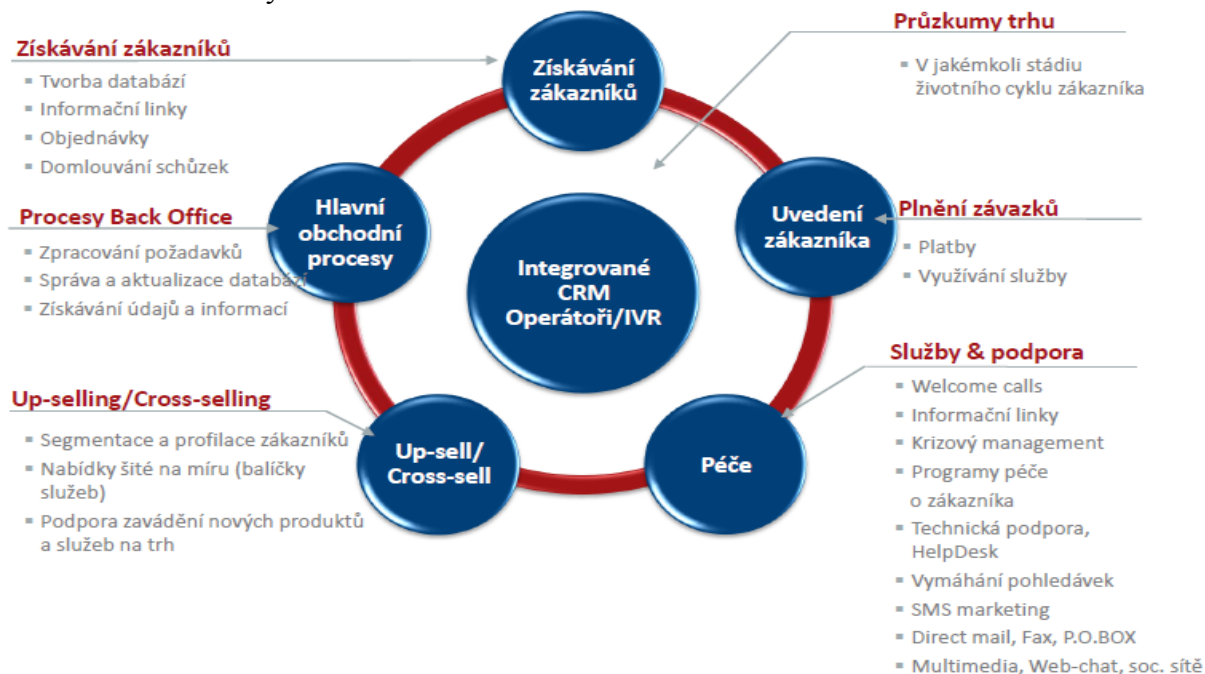 Získávání zákazníků
▪ Tvorba databází
▪ Informační linky
▪ Objednávky
▪ Domlouvání schůzek
Procesy Back Office
▪ Zpracování požadavků
▪ Správa a aktualizace databází
▪ Získávání údajů a informací
Up-selling/Cross-selling
▪ Segmentace a profilace zákazníků
▪ Nabídky šité na míru (balíčky
služeb)
▪ Podpora zavádění nových produktů
a služeb na trh
Získávání
zákazníků
Hlavní
obchodní
procesy
Integrované
CRM
Operátoři/IVR
Uvedení
zákazníka
Up-sell/
Cross-sell
Péče
Průzkumy trhu
▪ V jakémkoli stádiu
životního cyklu zákazníka
Plnění závazků
▪ Platby
▪ Využívání služby
Služby & podpora
▪ Welcome calls
▪ Informační linky
▪ Krizový management
▪ Programy péče
o zákazníka
▪ Technická podpora,
HelpDesk
▪ Vymáhání pohledávek
▪ SMS marketing
▪ Direct mail, Fax, P.O.BOX
▪ Multimedia, Web-chat, soc. sítě